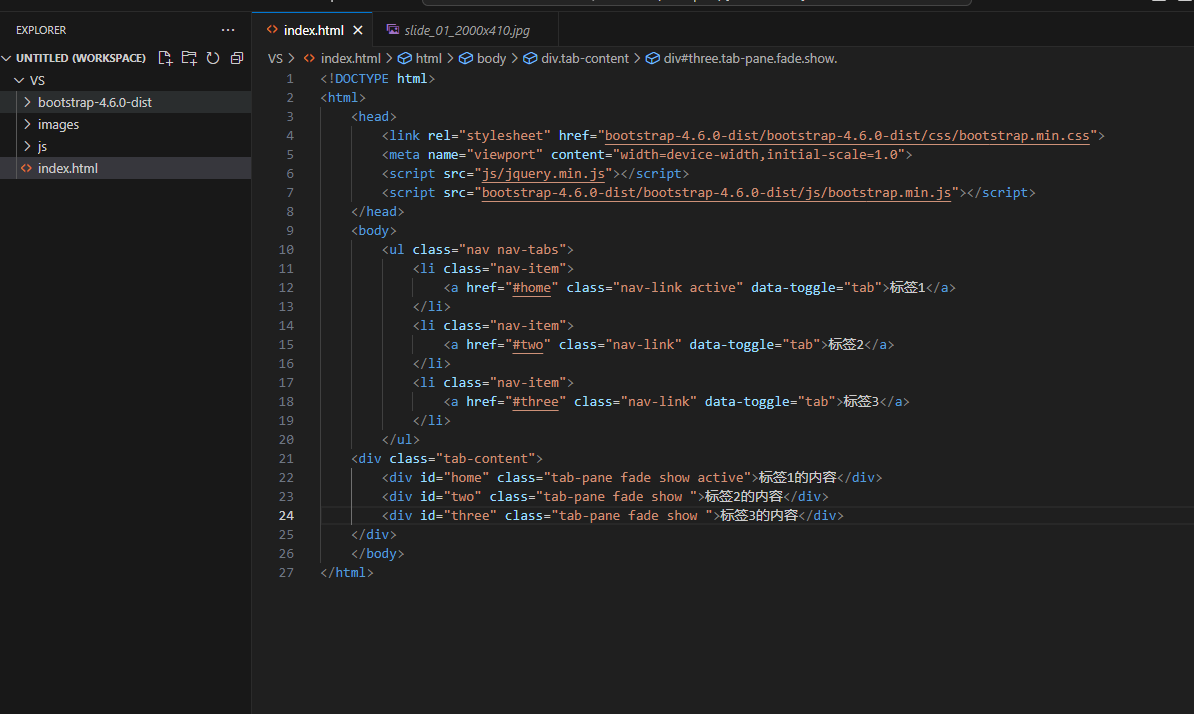 EXPLORER ...
UNTITLED (WORKSPACE)
VS
bootstrap-4.6.0-dist
images
js
index.html
index.html
slide_01_2000x410.jpg
VS > index.html > html > body > div.tab-content > div#three.tab-pane.fade.show.
1 <!DOCTYPE html>
2 <html>
3 <head>
4 <link rel="stylesheet" href="bootstrap-4.6.0-dist/bootstrap-4.6.0-dist/css/bootstrap.min.css">
5 <meta name="viewport" content="width=device-width,initial-scale=1.0">
6 <script src="js/jquery.min.js"></script>
7 <script src="bootstrap-4.6.0-dist/bootstrap-4.6.0-dist/js/bootstrap.min.js"></script>
8 </head>
9 <body>
10 <ul class="nav nav-tabs">
11 <li class="nav-item">
12 <a href="#home" class="nav-link active" data-toggle="tab">标签1</a>
13 </li>
14 <li class="nav-item">
15 <a href="#two" class="nav-link" data-toggle="tab">标签2</a>
16 </li>
17 <li class="nav-item">
18 <a href="#three" class="nav-link" data-toggle="tab">标签3</a>
19 </li>
20 </ul>
21 <div class="tab-content">
22 <div id="home" class="tab-pane fade show active">标签1的内容</div>
23 <div id="two" class="tab-pane fade show ">标签2的内容</div>
24 <div id="three" class="tab-pane fade show ">标签3的内容</div>
25 </div>
26 </body>
27 </html>